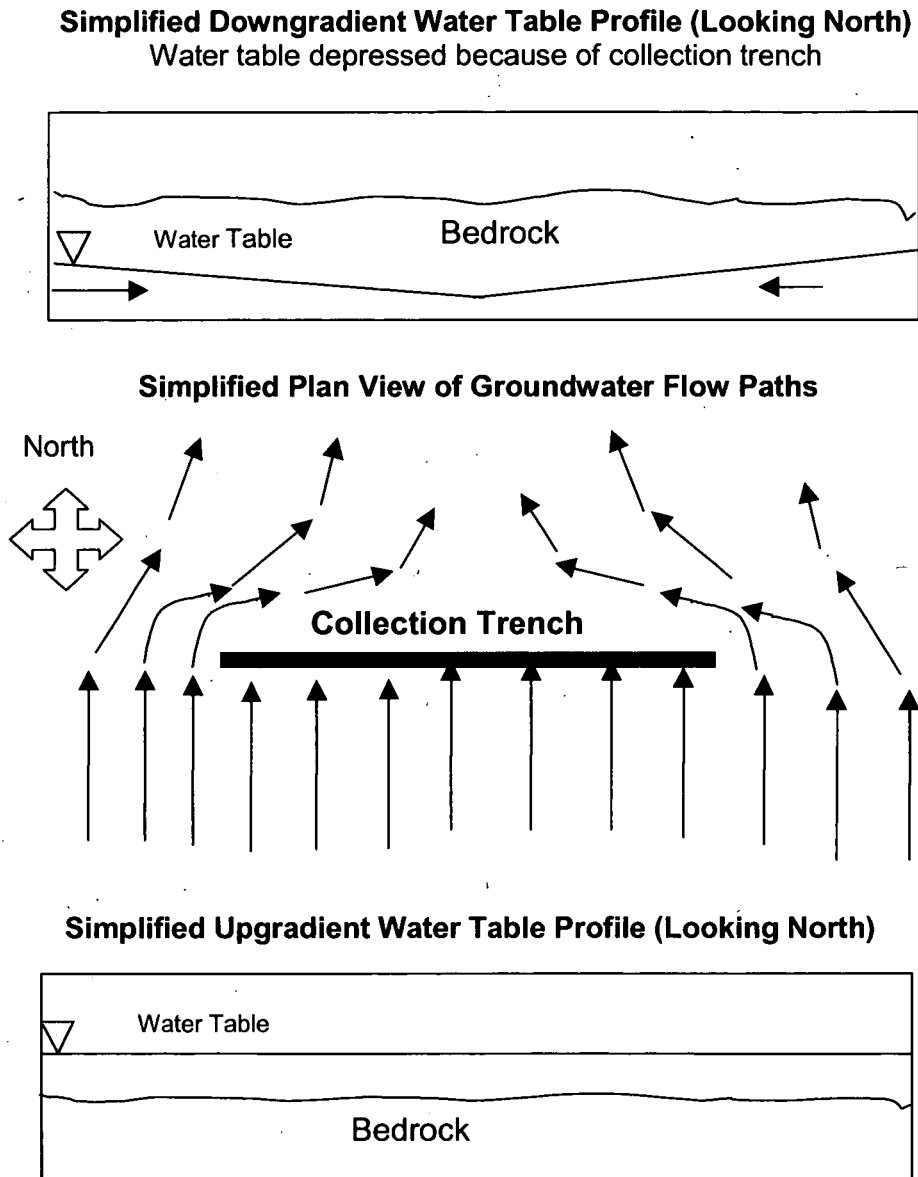 Simplified Downgradient Water Table Profile (Looking North)
Water table depressed because of collection trench
Water Table
Bedrock
Simplified Plan View of Groundwater Flow Paths
North
Collection Trench
Simplified Upgradient Water Table Profile (Looking North)
Water Table
Bedrock